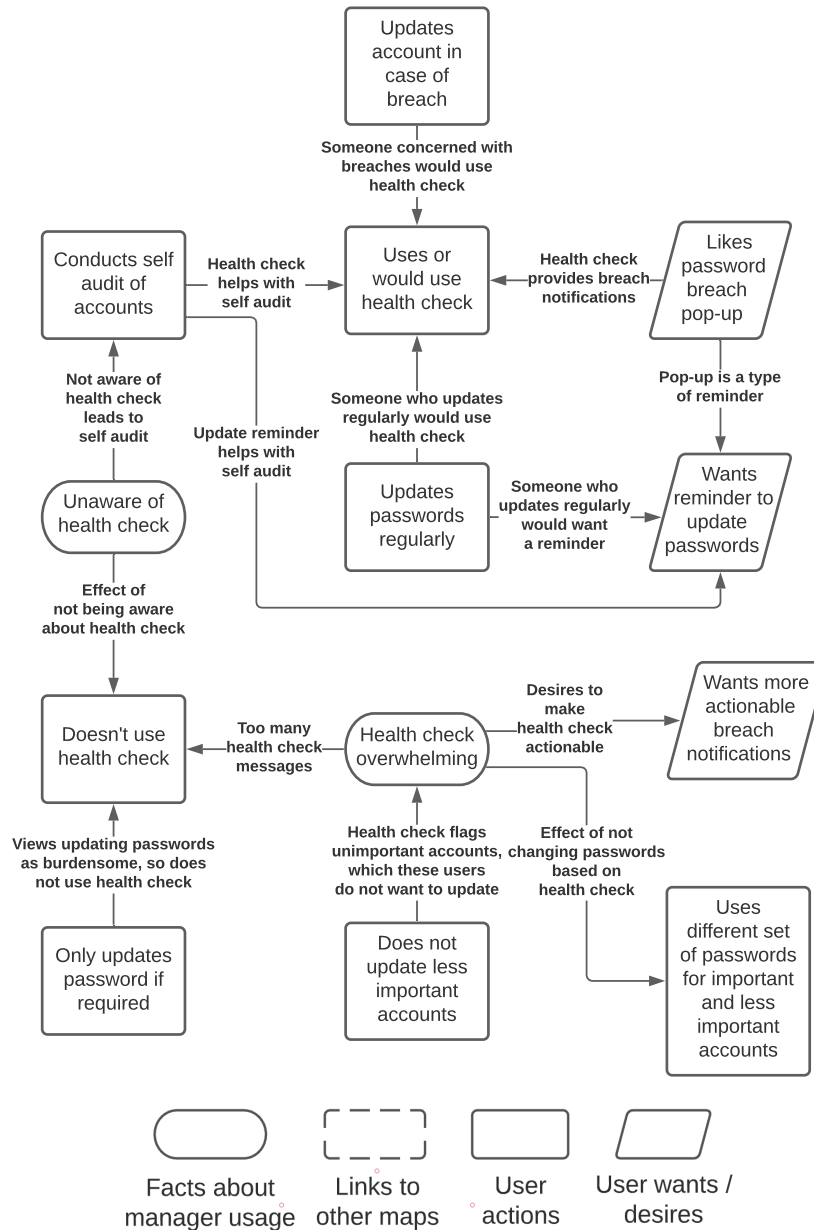 Updates
account in
case of
breach
Someone concerned with
breaches would use
health check
Conducts self
audit of
accounts
Health check
helps with
self audit
Uses or
would use
health check
Health check
provides breach
notifications
Likes
password
breach
pop-up
Not aware of
health check
leads to
self audit
Update reminder
helps with
self audit
Someone who updates
regularly would use
health check
Pop-up is a type
of reminder
Unaware of
health check
Updates
passwords
regularly
Someone who
updates regularly
would want
a reminder
Wants
reminder to
update
passwords
Effect of
not being aware
about health check
Doesn't use
health check
Too many
health check
messages
Health check
overwhelming
Desires to
make
health check
actionable
Wants more
actionable
breach
notifications
Views updating passwords
as burdensome, so does
not use health check
Health check flags
unimportant accounts,
which these users
do not want to update
Effect of not
changing passwords
based on
health check
Only updates
password if
required
Does not
update less
important
accounts
Uses
different set
of passwords
for important
and less
important
accounts
Facts about
manager usage
Links to
other maps
User
actions
User wants /
desires